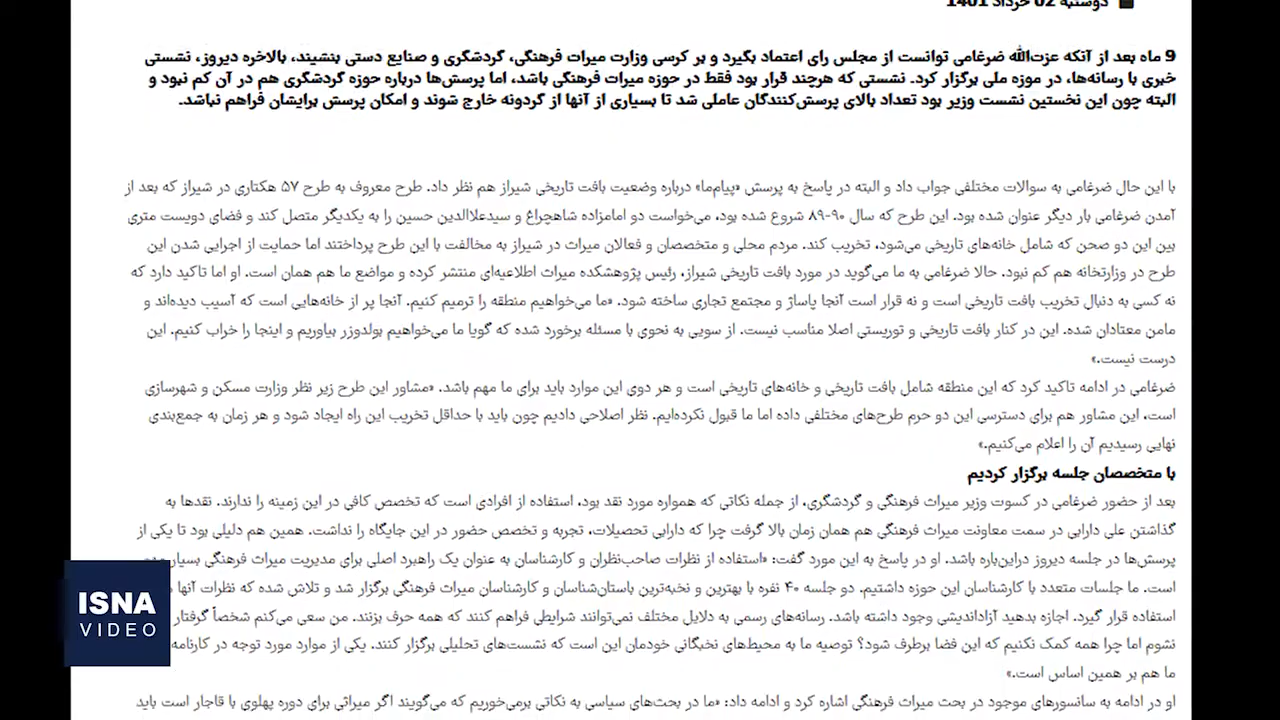 دوشنبه 02 خرداد 1401
9 ماه بعد از آنکه عزت‌الله ضرغامی توانست از مجلس رای اعتماد بگیرد و بر کرسی وزارت میراث فرهنگی، گردشگری و صنایع دستی بنشیند، بالاخره دیروز، نشستی
خبری با رسانه‌ها، در موزه ملی برگزار کرد. نشستی که هرچند قرار بود فقط در حوزه میراث فرهنگی باشد، اما پرسش‌ها درباره حوزه گردشگری هم در آن کم نبود و
البته چون این نخستین نشست وزیر بود تعداد بالای پرسش‌کنندگان عاملی شد تا بسیاری از آنها از گردونه خارج شوند و امکان پرسش برایشان فراهم نباشد.
با این حال ضرغامی به سوالات مختلفی جواب داد و البته در پاسخ به پرسش «پیام‌ما» درباره وضعیت بافت تاریخی شیراز هم نظر داد. طرح معروف به طرح ۵۷ هکتاری در شیراز که بعد از
آمدن ضرغامی بار دیگر عنوان شده بود. این طرح که سال ۹۰-۸۹ شروع شده بود، می‌خواست دو امامزاده شاهچراغ و سیدعلاالدین حسین را به یکدیگر متصل کند و فضای دویست متری
بین این دو صحن که شامل خانه‌های تاریخی می‌شود، تخریب کند. مردم محلی و متخصصان و فعالان میراث در شیراز به مخالفت با این طرح پرداختند اما حمایت از اجرایی شدن این
طرح در وزارتخانه هم کم نبود. حالا ضرغامی به ما می‌گوید در مورد بافت تاریخی شیراز، رئیس پژوهشکده میراث اطلاعیه‌ای منتشر کرده و مواضع ما هم همان است. او اما تاکید دارد که
نه کسی به دنبال تخریب بافت تاریخی است و نه قرار است آنجا پاساژ و مجتمع تجاری ساخته شود. «ما می‌خواهیم منطقه را ترمیم کنیم. آنجا پر از خانه‌هایی است که آسیب دیده‌اند و
مامن معتادان شده. این در کنار بافت تاریخی و توریستی اصلا مناسب نیست. از سویی به نحوی با مسئله برخورد شده که گویا ما می‌خواهیم بولدوزر بیاوریم و اینجا را خراب کنیم. این
درست نیست.»
ضرغامی در ادامه تاکید کرد که این منطقه شامل بافت تاریخی و خانه‌های تاریخی است و هر دوی این موارد باید برای ما مهم باشد. «مشاور این طرح زیر نظر وزارت مسکن و شهرسازی
است، این مشاور هم برای دسترسی این دو حرم طرح‌های مختلفی داده اما ما قبول نکرده‌ایم. نظر اصلاحی دادیم چون باید با حداقل تخریب این راه ایجاد شود و هر زمان به جمع‌بندی
نهایی رسیدیم آن را اعلام می‌کنیم.»
با متخصصان جلسه برگزار کردیم
بعد از حضور ضرغامی در کسوت وزیر میراث فرهنگی و گردشگری، از جمله نکاتی که همواره مورد نقد بود، استفاده از افرادی است که تخصص کافی در این زمینه را ندارند. نقدها به
گذاشتن علی دارابی در سمت معاونت میراث فرهنگی هم همان زمان بالا گرفت چرا که دارابی تحصیلات، تجربه و تخصص حضور در این جایگاه را نداشت. همین هم دلیلی بود تا یکی از
پرسش‌ها در جلسه دیروز دراین‌باره باشد. او در پاسخ به این مورد گفت: «استفاده از نظرات صاحب‌نظران و کارشناسان به عنوان یک راهبرد اصلی برای مدیریت میراث فرهنگی بسیار
است. ما جلسات متعدد با کارشناسان این حوزه داشتیم. دو جلسه ۴۰ نفره با بهترین و نخبه‌ترین باستان‌شناسان و کارشناسان میراث فرهنگی برگزار شد و تلاش شده که نظرات آنها
استفاده قرار گیرد. اجازه بدهید آزاداندیشی وجود داشته باشد. رسانه‌های رسمی به دلایل مختلف نمی‌توانند شرایطی فراهم کنند که همه حرف بزنند. من سعی می‌کنم شخصاً گرفتار
نشوم اما چرا همه کمک نکنیم که این فضا برطرف شود؟ توصیه ما به محیط‌های نخبگانی خودمان این است که نشست‌های تحلیلی برگزار کنند. یکی از موارد مورد توجه در کارنامه
ما هم بر همین اساس است.»
او در ادامه به سانسورهای موجود در بحث میراث فرهنگی اشاره کرد و ادامه داد: «ما در بحث‌های سیاسی به نکاتی برمی‌خوریم که می‌گویند اگر میراثی برای دوره پهلوی با قاجار است باید
ISNA
VIDEO